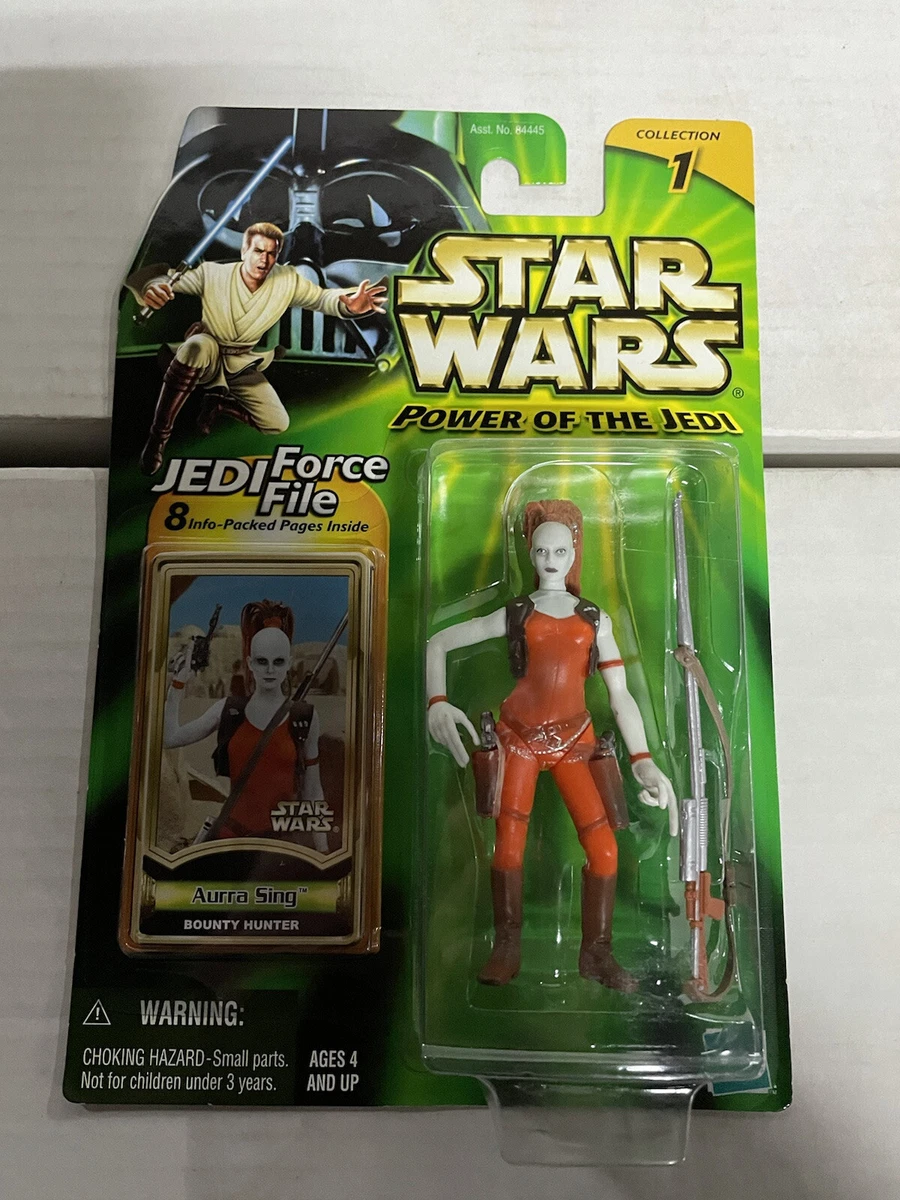 Asst. No. 84445
COLLECTION
1
STAR
WARS®
POWER OF THE JEDI
JEDI Force
File
8 Info-Packed Pages Inside
STAR
WARS®
Aurra Sing™
BOUNTY HUNTER
⚠ WARNING:
CHOKING HAZARD-Small parts.
Not for children under 3 years.
AGES 4
AND UP